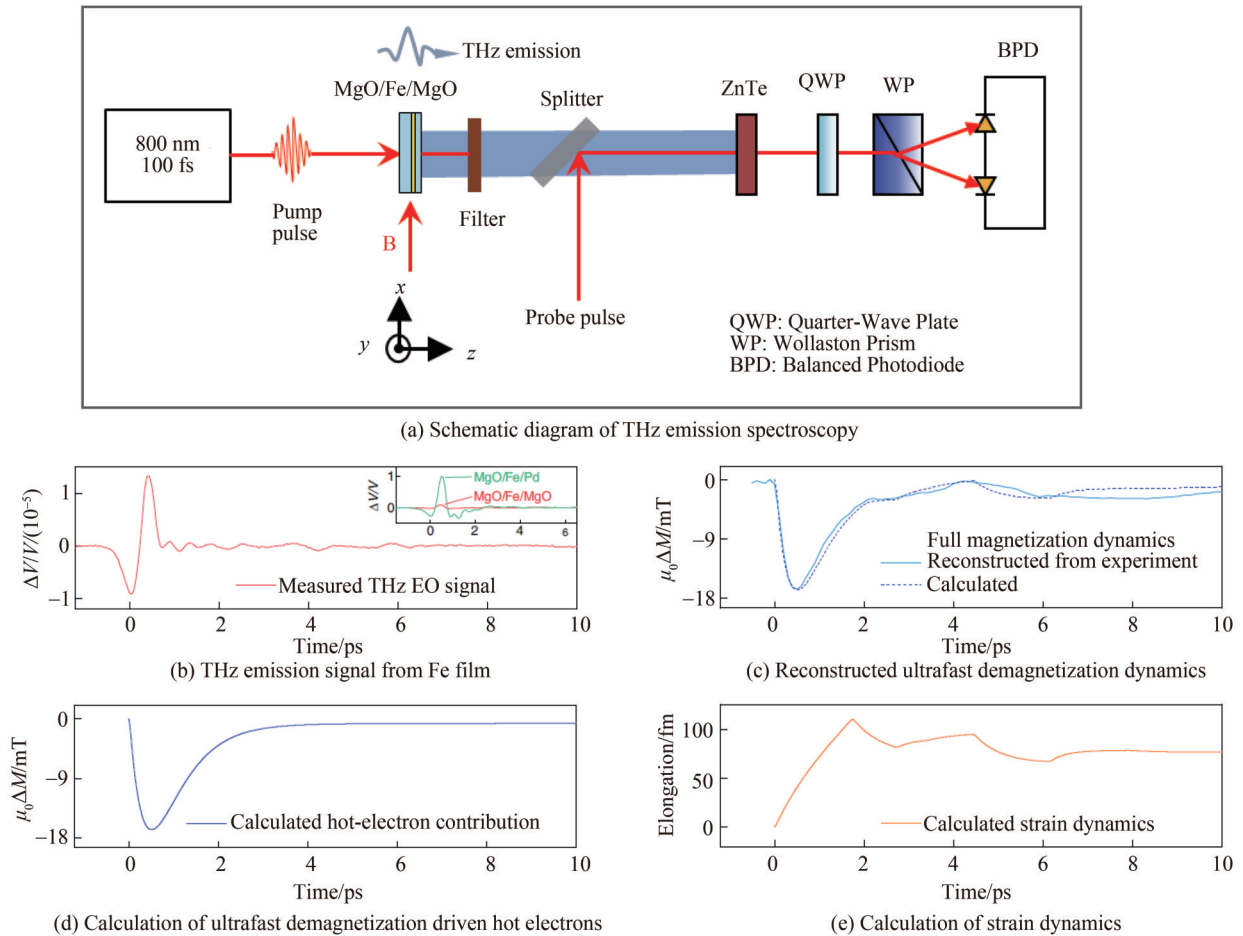 THz emission
BPD
MgO/Fe/MgO
Splitter
ZnTe
QWP
WP
800 nm
100 fs
Pump
pulse
Filter
B
x
Probe pulse
y
z
QWP: Quarter-Wave Plate
WP: Wollaston Prism
BPD: Balanced Photodiode
(a) Schematic diagram of THz emission spectroscopy
ΔV/V/(10⁻⁵)
1
0
−1
ΔV/V
1
0
MgO/Fe/Pd
MgO/Fe/MgO
0 2 4 6
Measured THz EO signal
0 2 4 6 8 10
Time/ps
(b) THz emission signal from Fe film
μ₀ΔM/mT
0
−9
−18
Full magnetization dynamics
Reconstructed from experiment
Calculated
0 2 4 6 8 10
Time/ps
(c) Reconstructed ultrafast demagnetization dynamics
μ₀ΔM/mT
0
−9
−18
Calculated hot-electron contribution
0 2 4 6 8 10
Time/ps
(d) Calculation of ultrafast demagnetization driven hot electrons
Elongation/fm
100
50
0
Calculated strain dynamics
0 2 4 6 8 10
Time/ps
(e) Calculation of strain dynamics